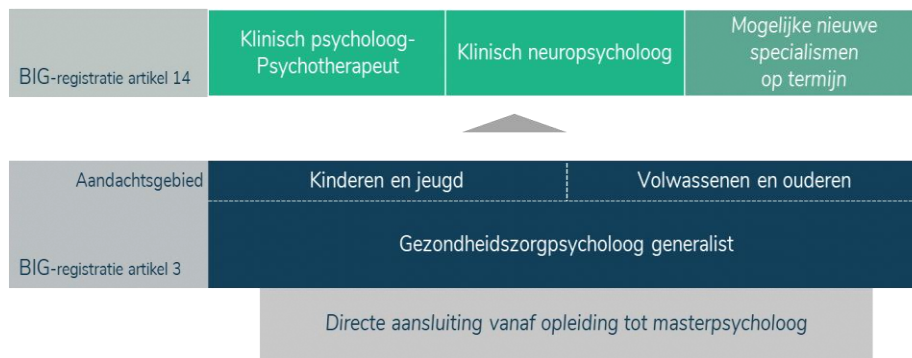 BIG-registratie artikel 14
Klinisch psycholoog-
Psychotherapeut
Klinisch neuropsycholoog
Mogelijke nieuwe
specialismen
op termijn
Aandachtsgebied
Kinderen en jeugd
Volwassenen en ouderen
BIG-registratie artikel 3
Gezondheidszorgpsycholoog generalist
Directe aansluiting vanaf opleiding tot masterpsycholoog